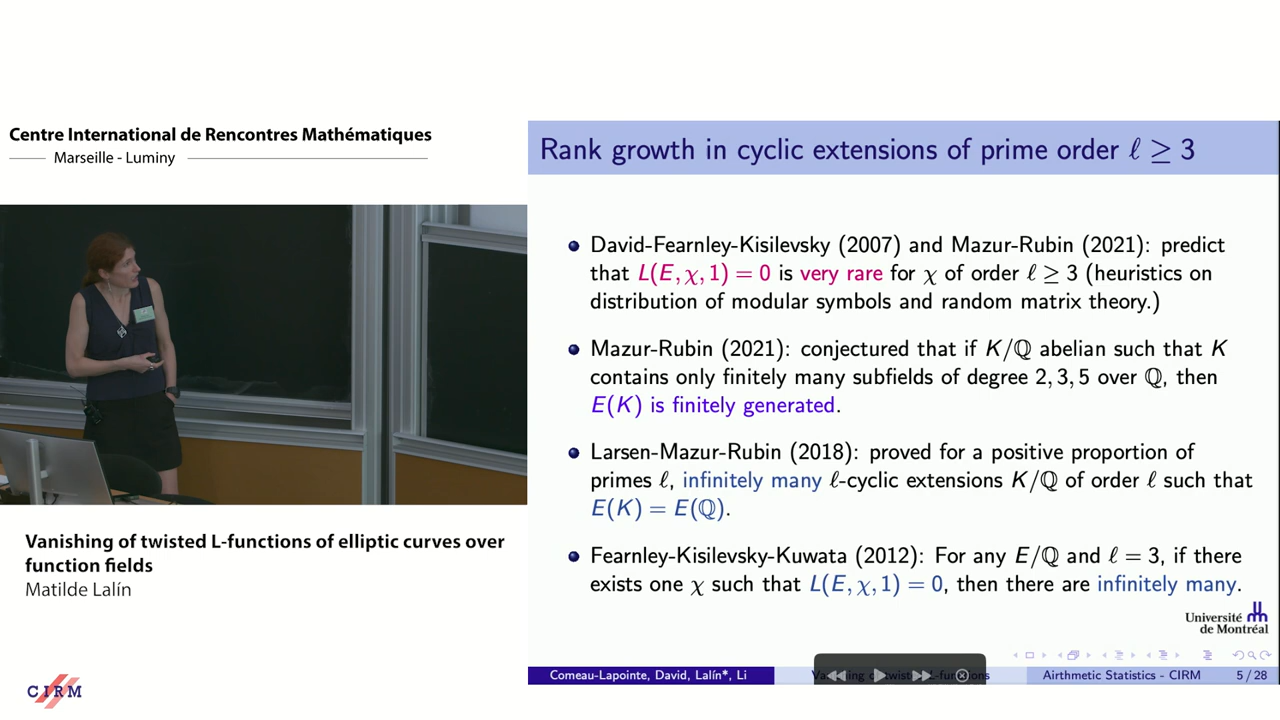 Centre International de Rencontres Mathématiques
Marseille - Luminy
Rank growth in cyclic extensions of prime order ℓ ≥ 3
David-Fearnley-Kisilevsky (2007) and Mazur-Rubin (2021): predict
that L(E, χ, 1) = 0 is very rare for χ of order ℓ ≥ 3 (heuristics on
distribution of modular symbols and random matrix theory.)
Mazur-Rubin (2021): conjectured that if K/ℚ abelian such that K
contains only finitely many subfields of degree 2, 3, 5 over ℚ, then
E(K) is finitely generated.
Larsen-Mazur-Rubin (2018): proved for a positive proportion of
primes ℓ, infinitely many ℓ-cyclic extensions K/ℚ of order ℓ such that
E(K) = E(ℚ).
Fearnley-Kisilevsky-Kuwata (2012): For any E/ℚ and ℓ = 3, if there
exists one χ such that L(E, χ, 1) = 0, then there are infinitely many.
Université
de Montréal
Comeau-Lapointe, David, Lalín*, Li
Airthmetic Statistics - CIRM
5 / 28
Vanishing of twisted L-functions of elliptic curves over
function fields
Matilde Lalín
CIRM